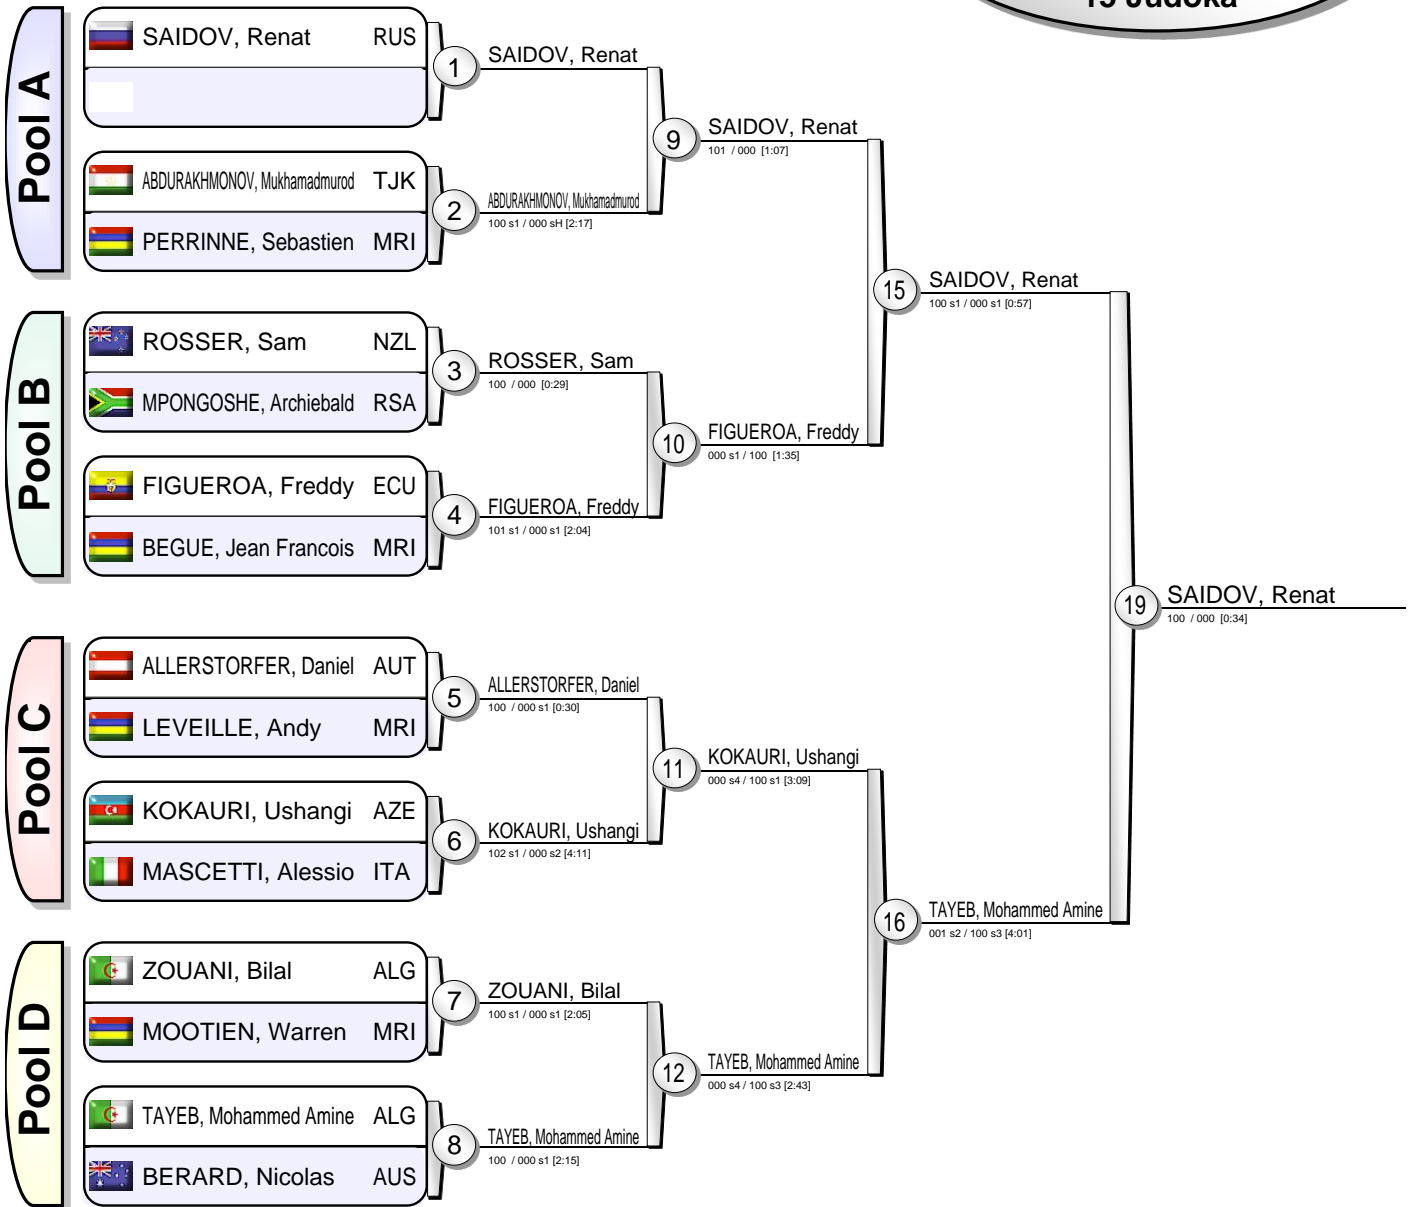 15 Judoka
Pool A
SAIDOV, Renat RUS
1
SAIDOV, Renat
ABDURAKHMONOV, Mukhamadmurod TJK
PERRINNE, Sebastien MRI
2
ABDURAKHMONOV, Mukhamadmurod
100 s1 / 000 sH [2:17]
9
SAIDOV, Renat
101 / 000 [1:07]
Pool B
ROSSER, Sam NZL
MPONGOSHE, Archiebald RSA
3
ROSSER, Sam
100 / 000 [0:29]
FIGUEROA, Freddy ECU
BEGUE, Jean Francois MRI
4
FIGUEROA, Freddy
101 s1 / 000 s1 [2:04]
10
FIGUEROA, Freddy
000 s1 / 100 [1:35]
15
SAIDOV, Renat
100 s1 / 000 s1 [0:57]
Pool C
ALLERSTORFER, Daniel AUT
LEVEILLE, Andy MRI
5
ALLERSTORFER, Daniel
100 / 000 s1 [0:30]
KOKAURI, Ushangi AZE
MASCETTI, Alessio ITA
6
KOKAURI, Ushangi
102 s1 / 000 s2 [4:11]
11
KOKAURI, Ushangi
000 s4 / 100 s1 [3:09]
Pool D
ZOUANI, Bilal ALG
MOOTIEN, Warren MRI
7
ZOUANI, Bilal
100 s1 / 000 s1 [2:05]
TAYEB, Mohammed Amine ALG
BERARD, Nicolas AUS
8
TAYEB, Mohammed Amine
100 / 000 s1 [2:15]
12
TAYEB, Mohammed Amine
000 s4 / 100 s3 [2:43]
16
TAYEB, Mohammed Amine
001 s2 / 100 s3 [4:01]
19
SAIDOV, Renat
100 / 000 [0:34]